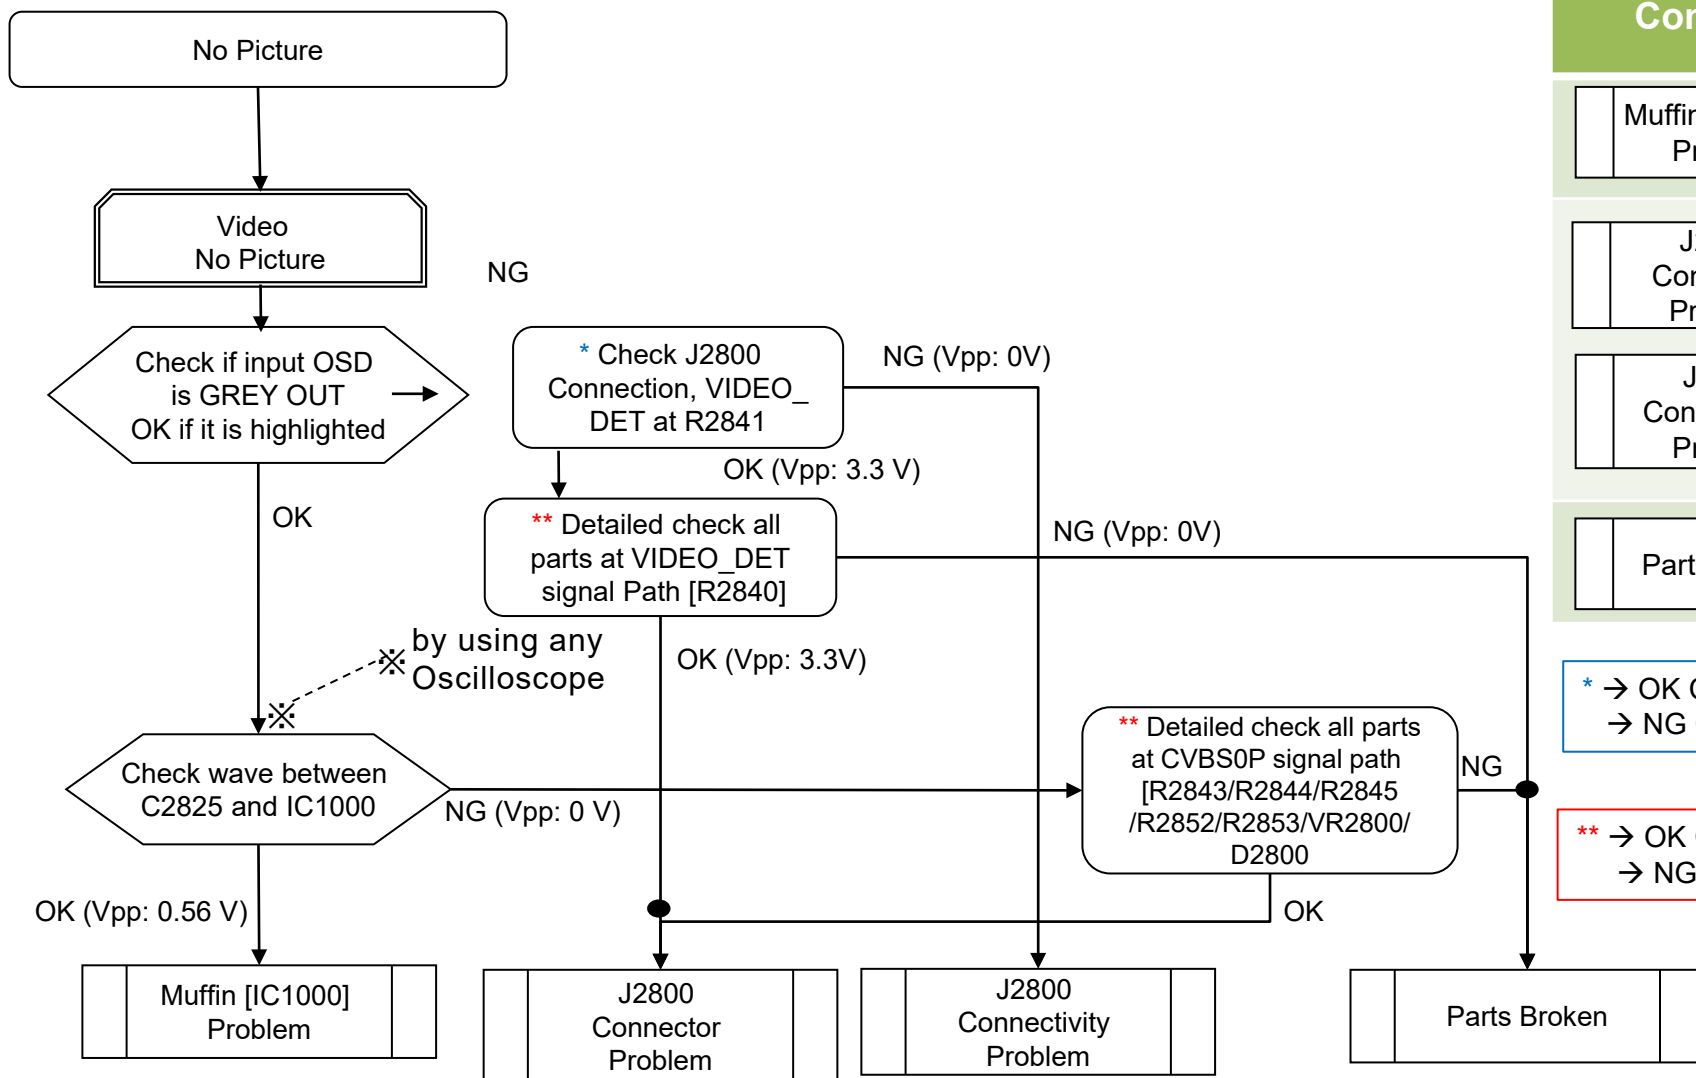 No Picture
Video
No Picture
NG
Check if input OSD
is GREY OUT
OK if it is highlighted
* Check J2800
Connection, VIDEO_
DET at R2841
NG (Vpp: 0V)
OK (Vpp: 3.3 V)
OK
** Detailed check all
parts at VIDEO_DET
signal Path [R2840]
NG (Vpp: 0V)
※ by using any
Oscilloscope
OK (Vpp: 3.3V)
※
Check wave between
C2825 and IC1000
NG (Vpp: 0 V)
** Detailed check all parts
at CVBS0P signal path
[R2843/R2844/R2845
/R2852/R2853/VR2800/
D2800
NG
OK (Vpp: 0.56 V)
OK
Muffin [IC1000]
Problem
J2800
Connector
Problem
J2800
Connectivity
Problem
Parts Broken
* → OK
→ NG
** → OK
→ NG